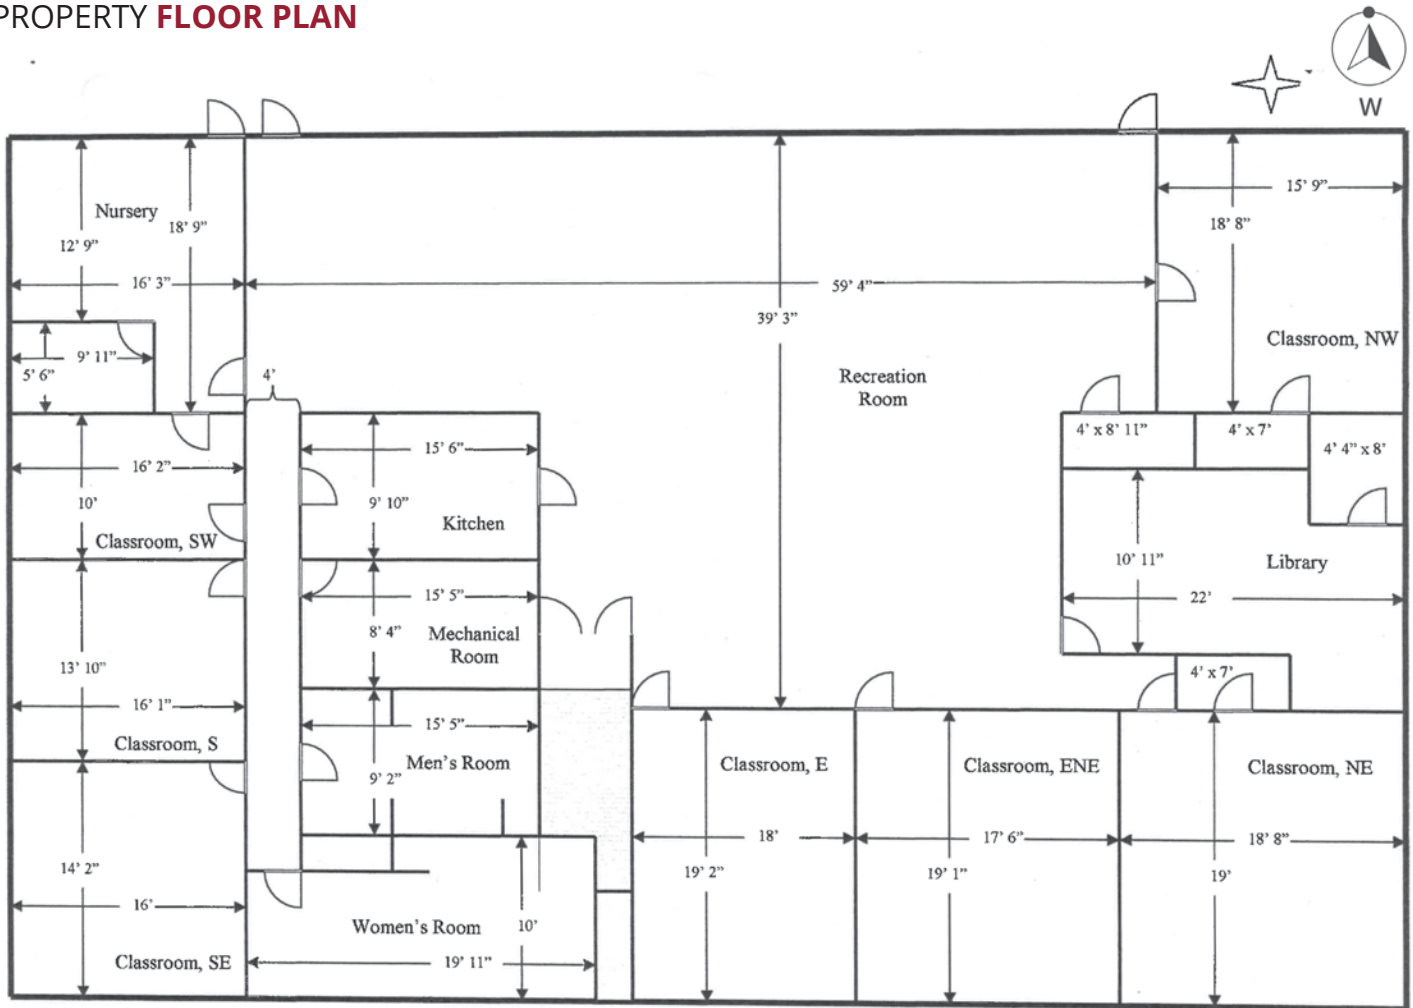 PROPERTY FLOOR PLAN
W
15’ 9”
Nursery
18’ 9”
18’ 8”
12’ 9”
16’ 3”
59’ 4”
39’ 3”
Classroom, NW
9’ 11”
5’ 6”
4’
Recreation
Room
4’ x 8’ 11”
4’ x 7’
4’ 4” x 8’
15’ 6”
16’ 2”
10’
9’ 10”
Kitchen
Classroom, SW
10’ 11”
Library
15’ 5”
22’
8’ 4”
Mechanical
Room
13’ 10”
4’ x 7’
16’ 1”
15’ 5”
Classroom, S
Men’s Room
9’ 2”
Classroom, E
Classroom, ENE
Classroom, NE
18’
17’ 6”
18’ 8”
14’ 2”
19’ 2”
19’ 1”
19’
16’
Women’s Room
10’
Classroom, SE
19’ 11”